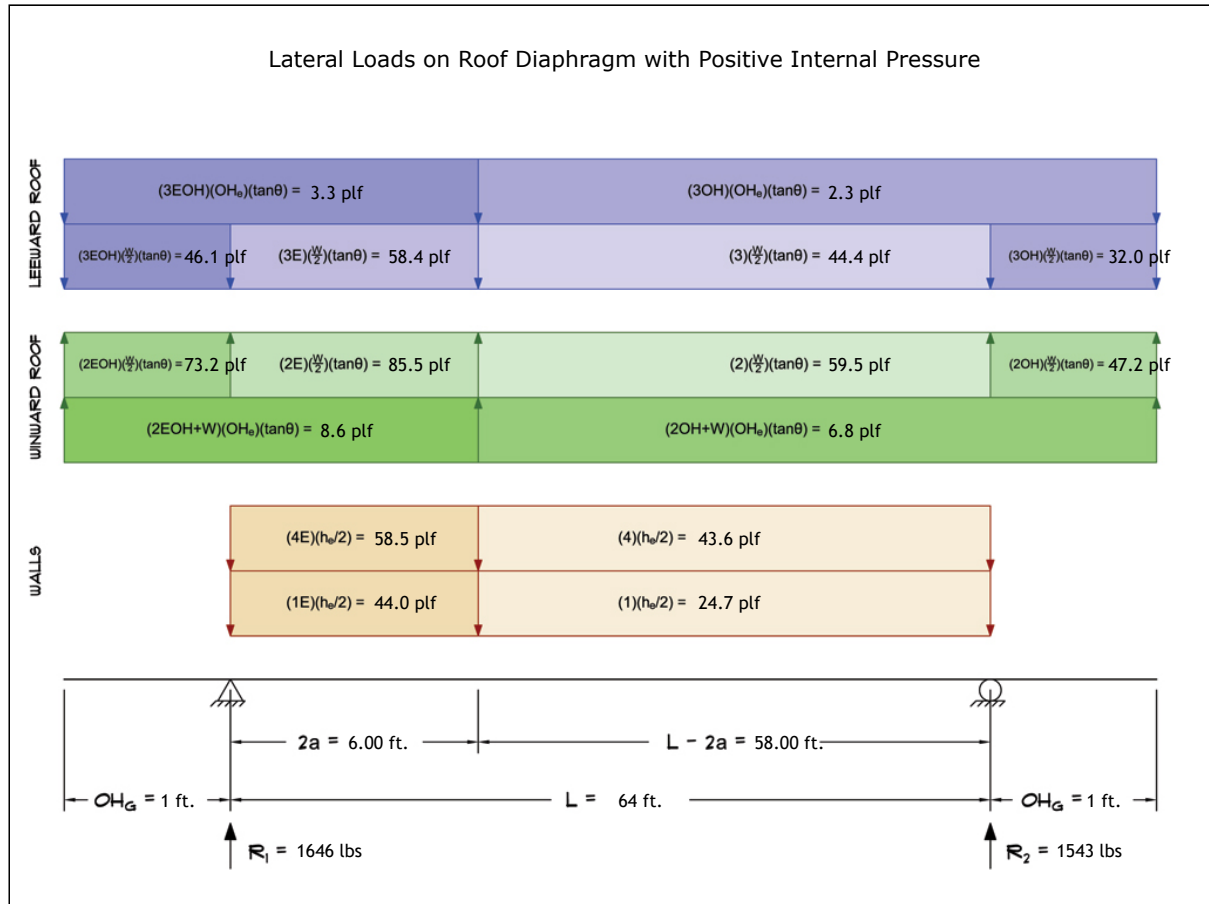 Lateral Loads on Roof Diaphragm with Positive Internal Pressure
LEEWARD ROOF
(3EOH)(OHₑ)(tanθ) = 3.3 plf
(3OH)(OHₑ)(tanθ) = 2.3 plf
(3EOH)(W/2)(tanθ) = 46.1 plf
(3E)(W/2)(tanθ) = 58.4 plf
(3)(W/2)(tanθ) = 44.4 plf
(3OH)(W/2)(tanθ) = 32.0 plf
WINWARD ROOF
(2EOH)(W/2)(tanθ) = 73.2 plf
(2E)(W/2)(tanθ) = 85.5 plf
(2)(W/2)(tanθ) = 59.5 plf
(2OH)(W/2)(tanθ) = 47.2 plf
(2EOH+W)(OHₑ)(tanθ) = 8.6 plf
(2OH+W)(OHₑ)(tanθ) = 6.8 plf
WALLS
(4E)(hₑ/2) = 58.5 plf
(4)(hₑ/2) = 43.6 plf
(1E)(hₑ/2) = 44.0 plf
(1)(hₑ/2) = 24.7 plf
2a = 6.00 ft.
L - 2a = 58.00 ft.
OH_G = 1 ft.
L = 64 ft.
OH_G = 1 ft.
R₁ = 1646 lbs
R₂ = 1543 lbs